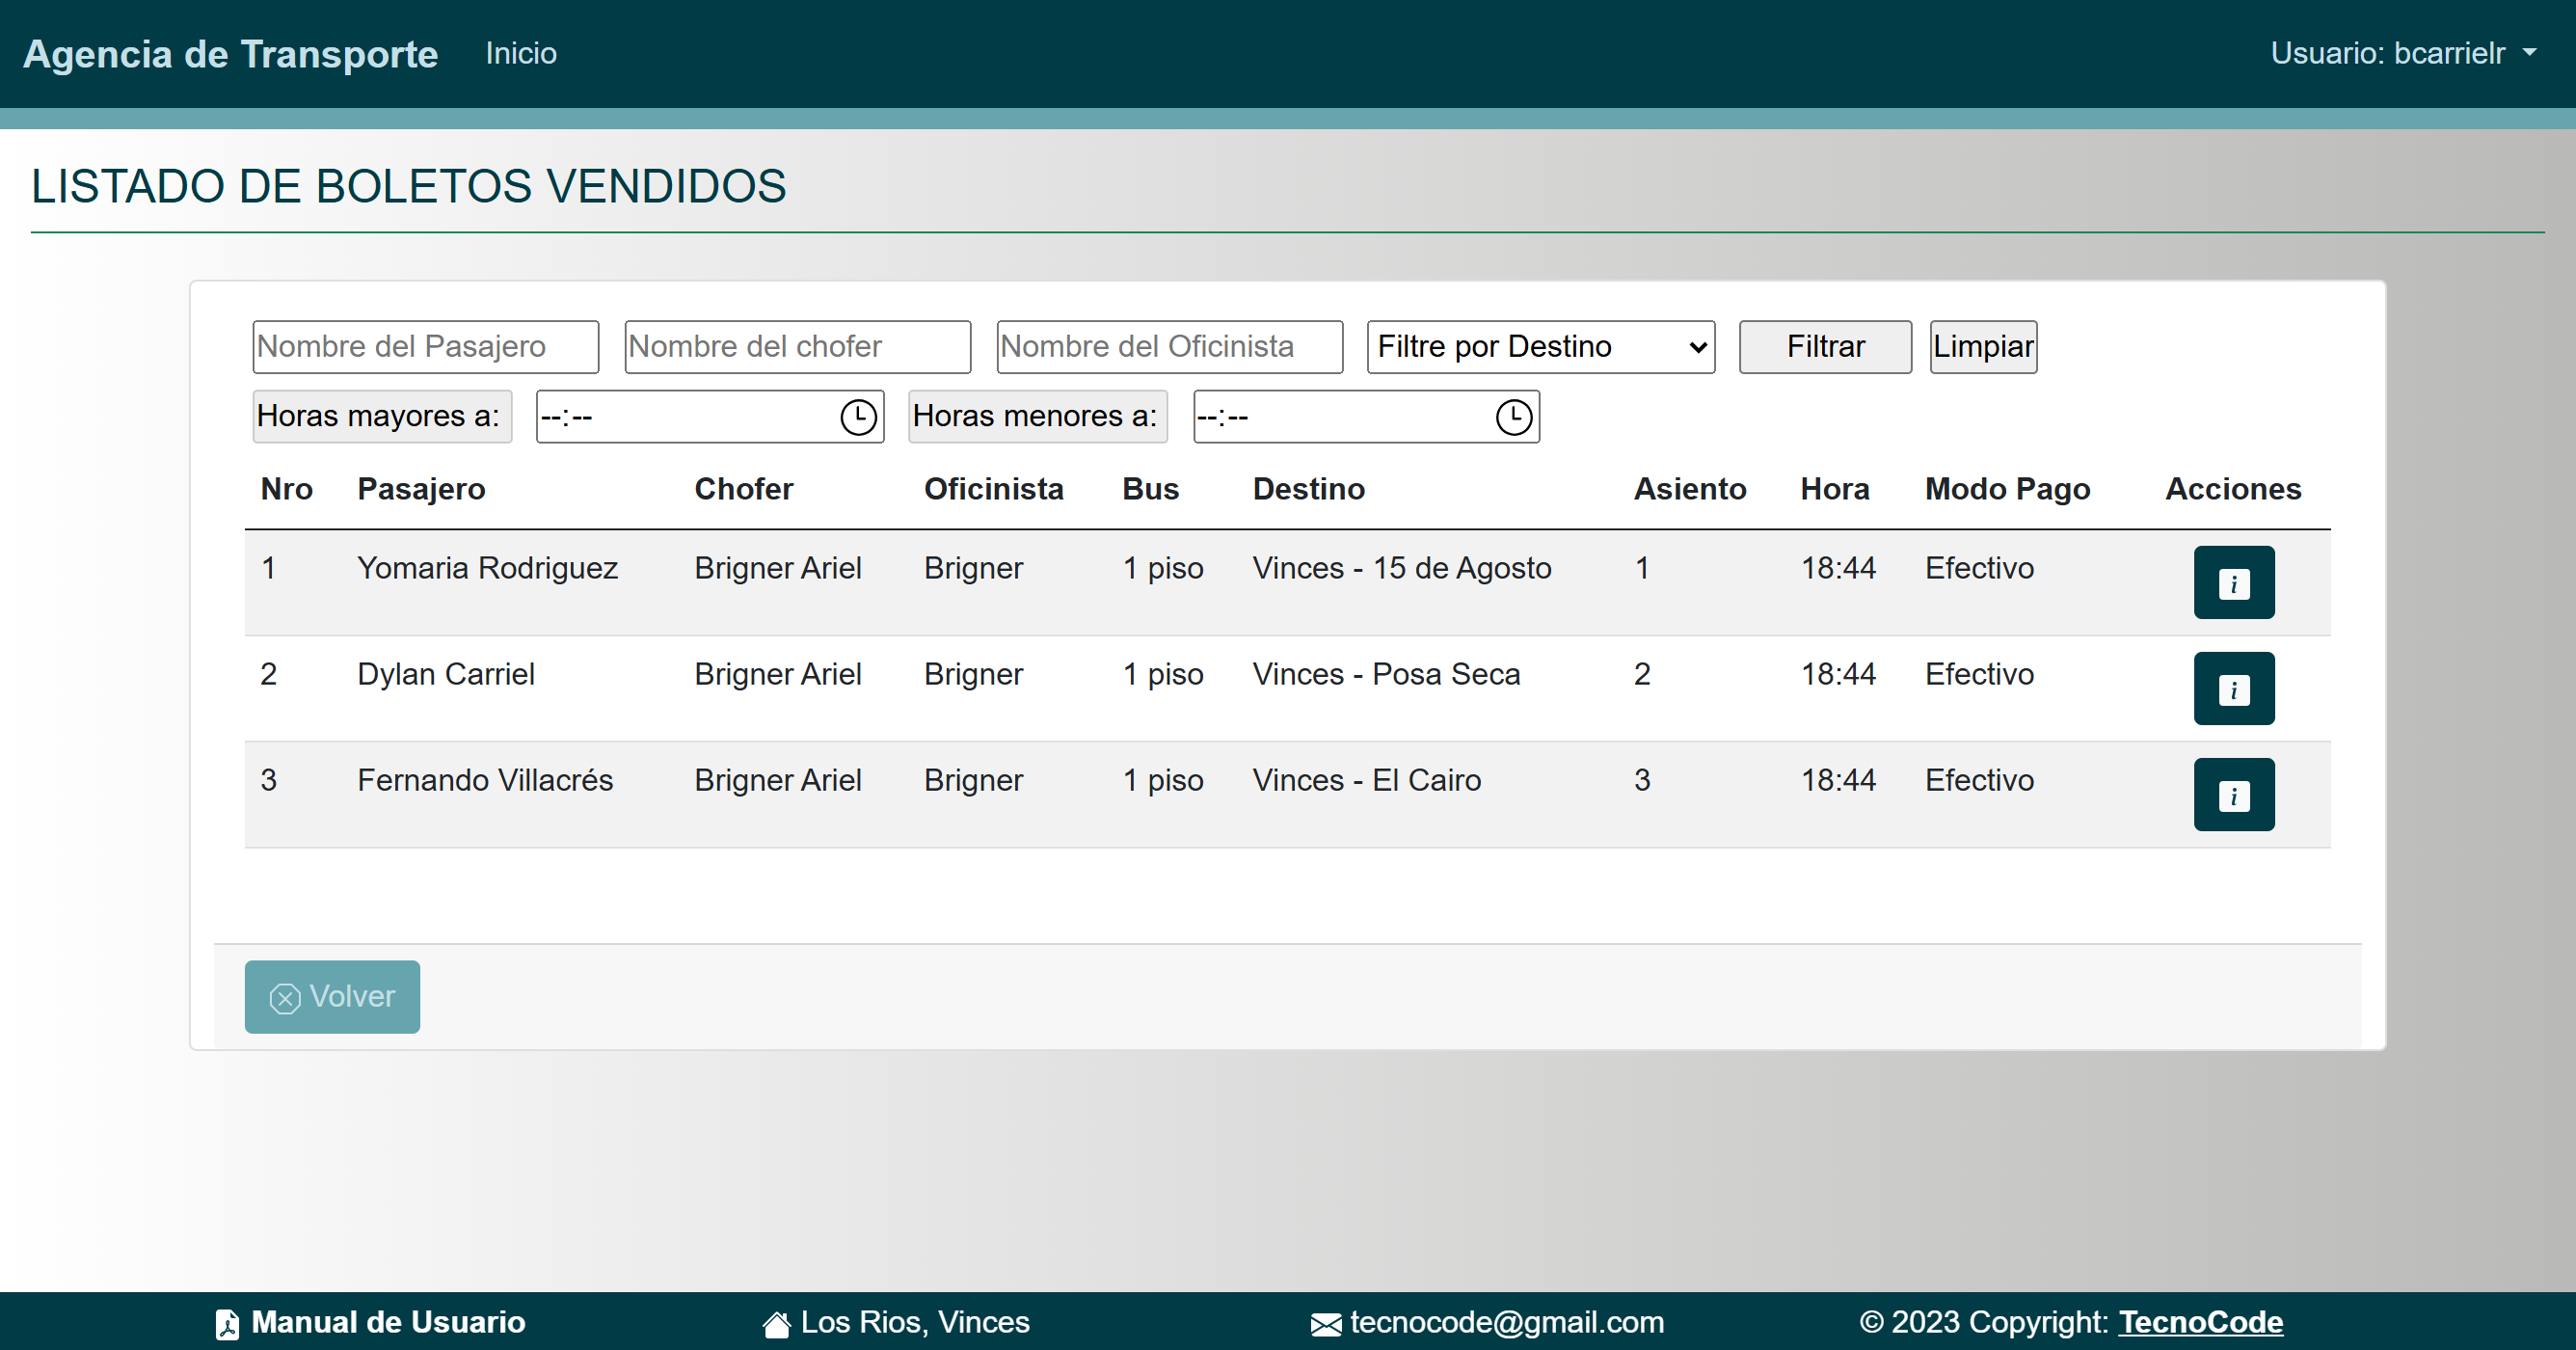 Agencia de Transporte Inicio Usuario: bcarrielr
LISTADO DE BOLETOS VENDIDOS
Nombre del Pasajero Nombre del chofer Nombre del Oficinista Filtre por Destino Filtrar Limpiar
Horas mayores a: --:-- Horas menores a: --:--
Nro Pasajero Chofer Oficinista Bus Destino Asiento Hora Modo Pago Acciones
1 Yomaria Rodriguez Brigner Ariel Brigner 1 piso Vinces - 15 de Agosto 1 18:44 Efectivo i
2 Dylan Carriel Brigner Ariel Brigner 1 piso Vinces - Posa Seca 2 18:44 Efectivo i
3 Fernando Villacrés Brigner Ariel Brigner 1 piso Vinces - El Cairo 3 18:44 Efectivo i
Volver
Manual de Usuario Los Rios, Vinces tecnocode@gmail.com © 2023 Copyright: TecnoCode